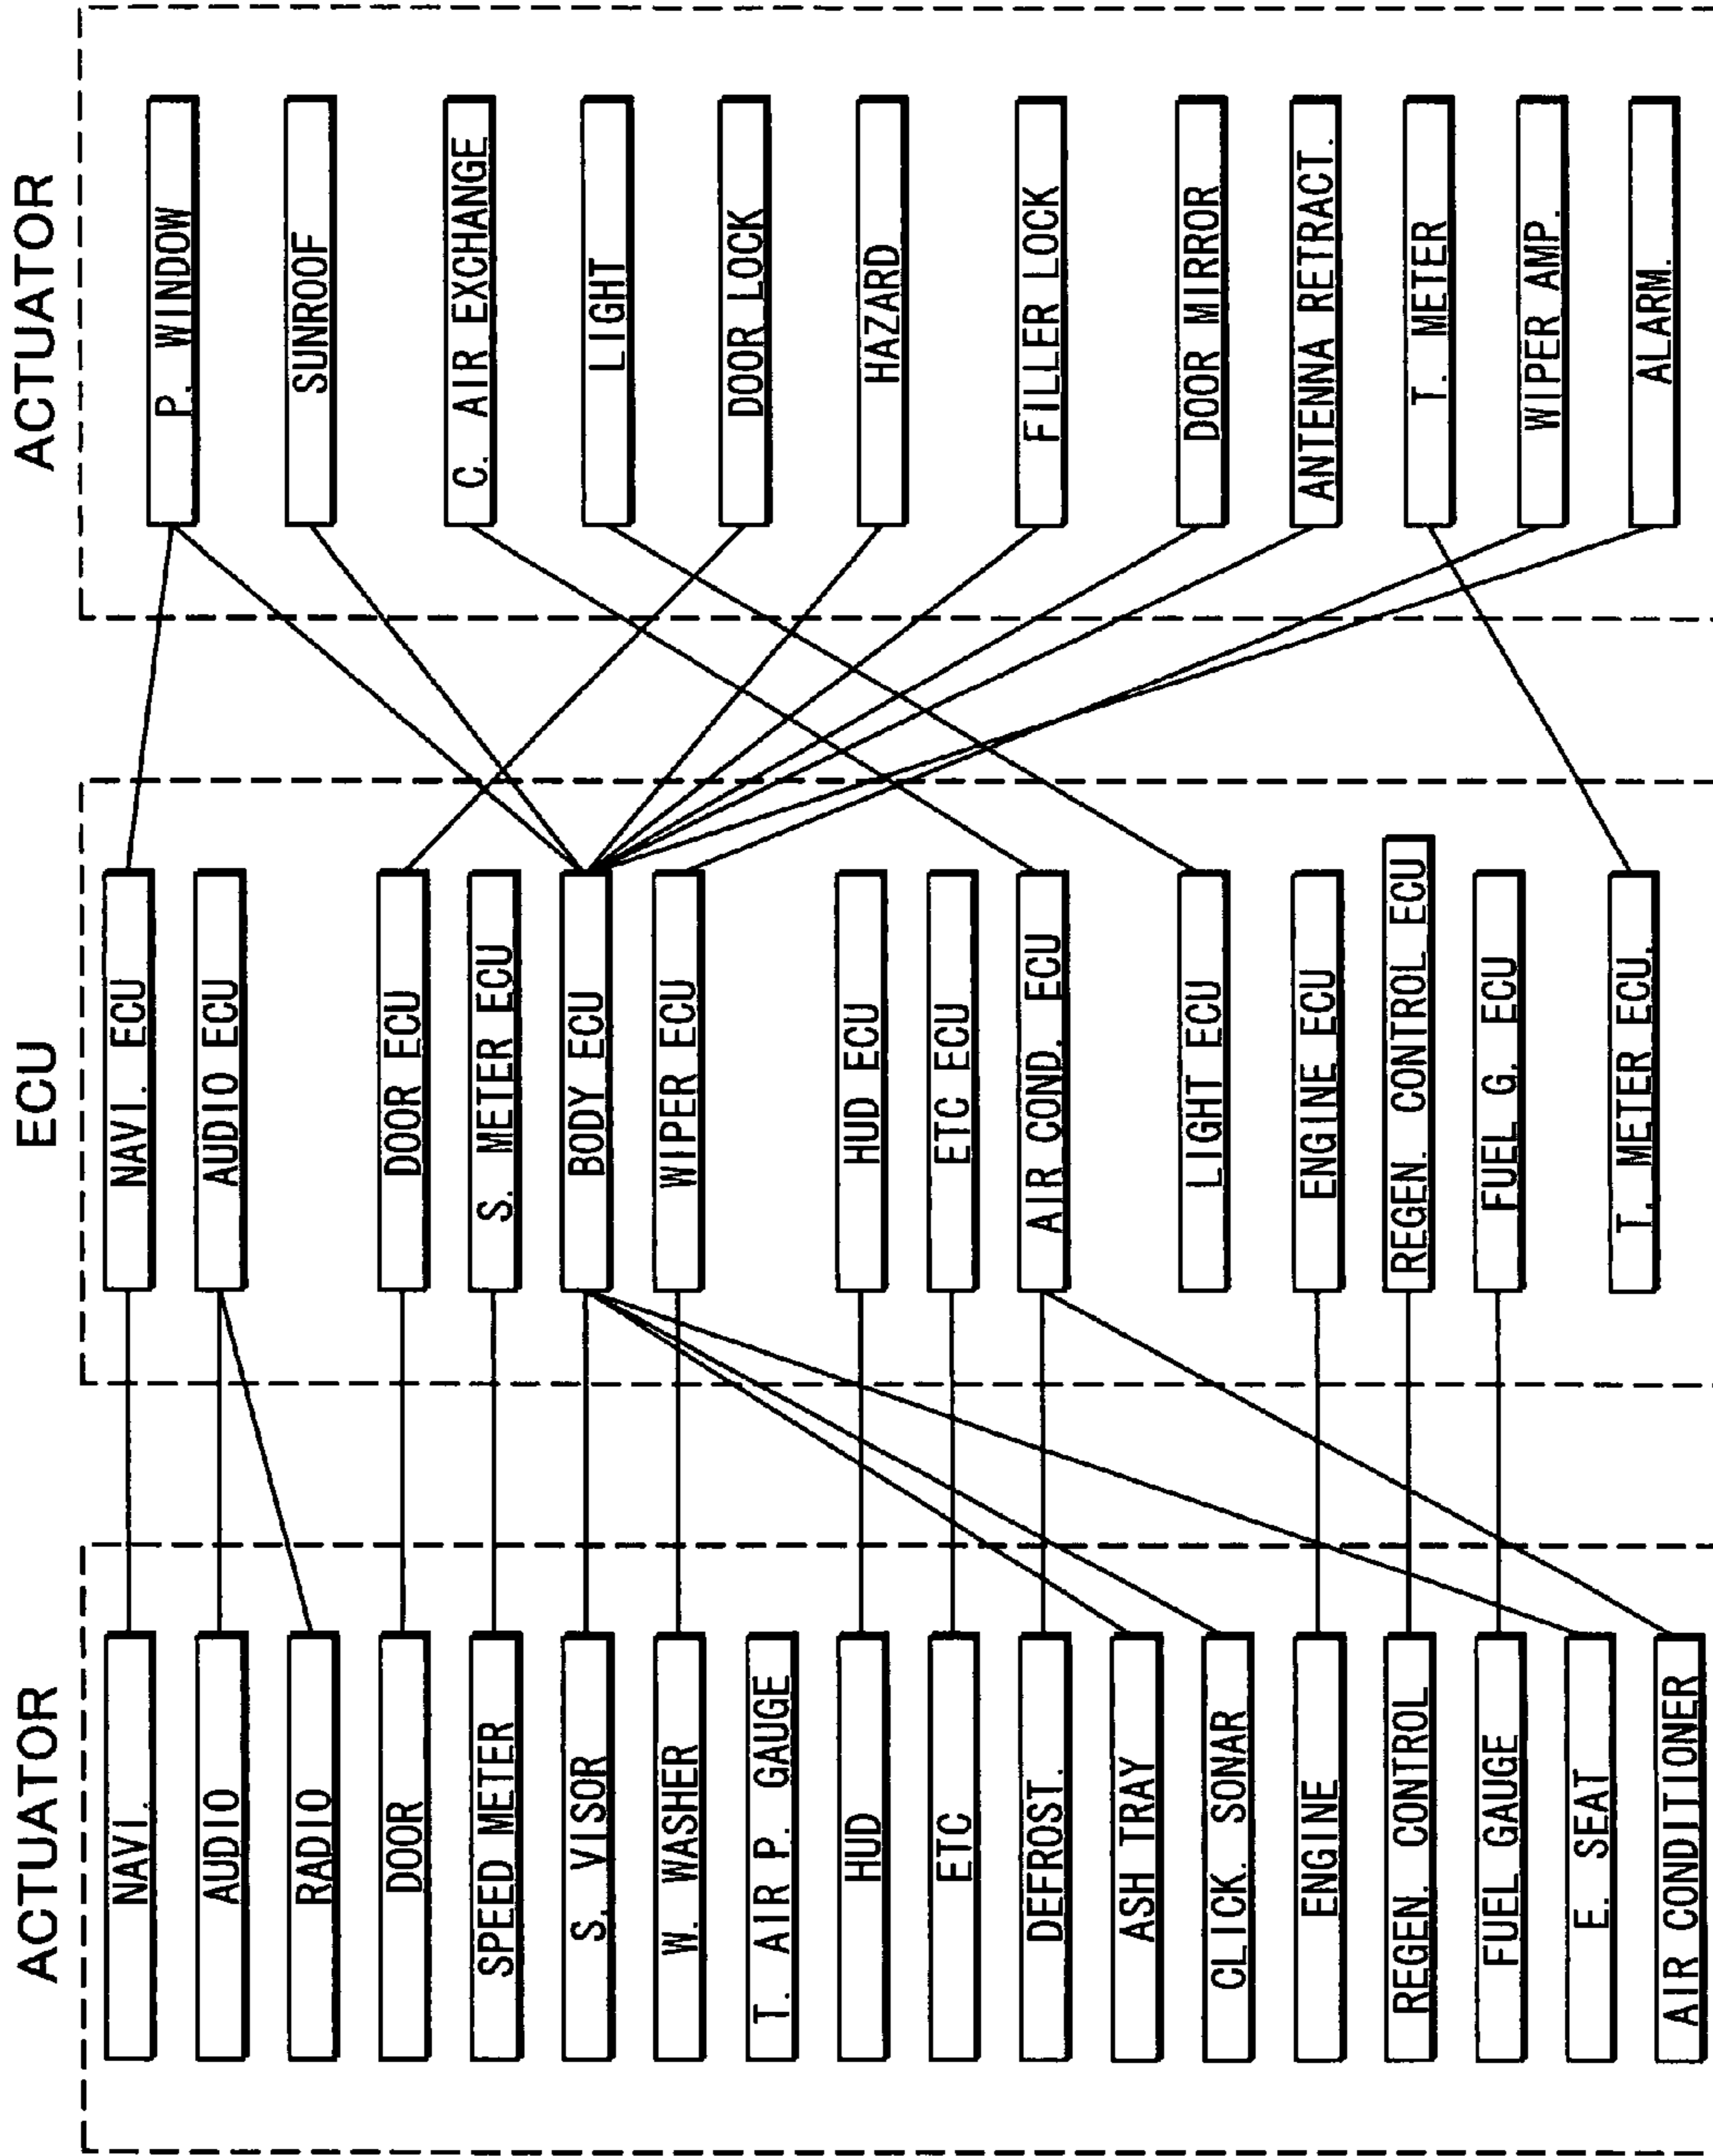 ACTUATOR
NAVI.
AUDIO
RADIO
DOOR
SPEED METER
S. VISOR
W. WASHER
T. AIR P. GAUGE
HUD
ETC
DEFROST.
ASH TRAY
CLICK. SONAR
ENGINE
REGEN. CONTROL
FUEL GAUGE
E. SEAT
AIR CONDITIONER
ECU
NAVI. ECU
AUDIO ECU
DOOR ECU
S. METER ECU
BODY ECU
WIPER ECU
HUD ECU
ETC ECU
AIR COND. ECU
LIGHT ECU
ENGINE ECU
REGEN. CONTROL ECU
FUEL G. ECU
T. METER ECU.
ACTUATOR
P. WINDOW
SUNROOF
C. AIR EXCHANGE
LIGHT
DOOR LOCK
HAZARD
FILLER LOCK
DOOR MIRROR
ANTENNA RETRACT.
T. METER
WIPER AMP.
ALARM.